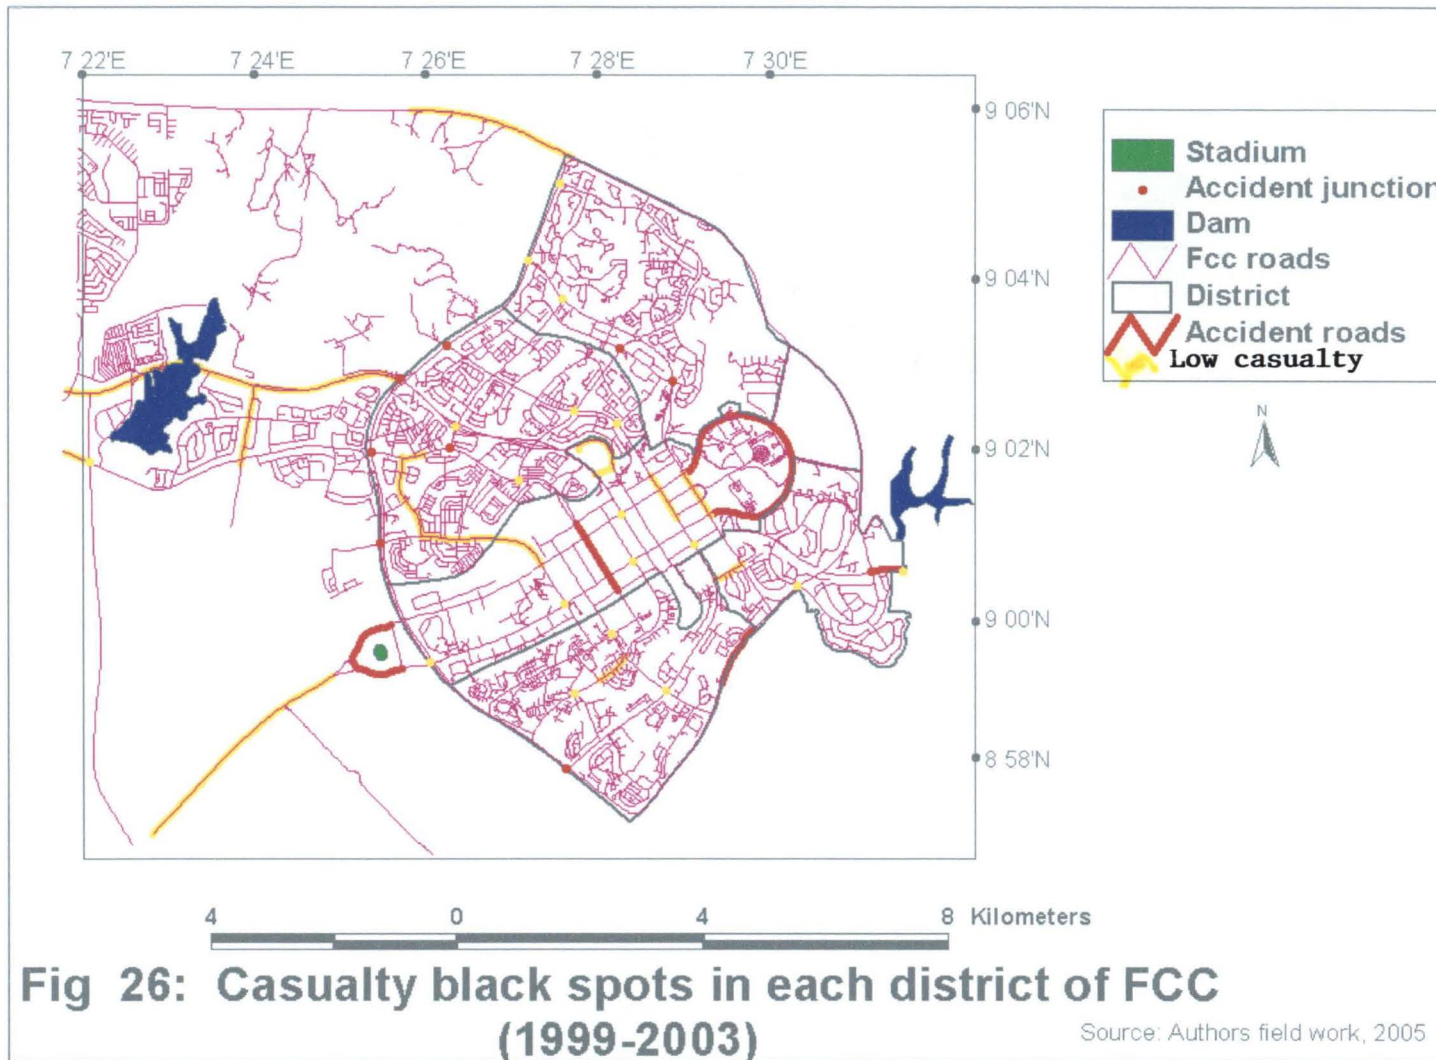 7 22'E 7 24'E 7 26'E 7 28'E 7 30'E
9 06'N
9 04'N
9 02'N
9 00'N
8 58'N
Stadium
Accident junction
Dam
Fcc roads
District
Accident roads
Low casualty
N
4 0 4 8 Kilometers
Fig 26: Casualty black spots in each district of FCC
(1999-2003)
Source: Authors field work, 2005